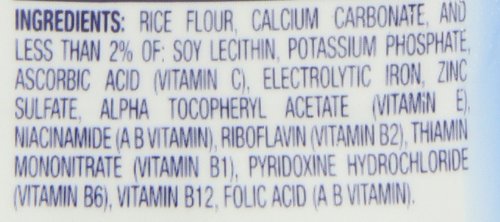 INGREDIENTS: RICE FLOUR, CALCIUM CARBONATE, AND
LESS THAN 2% OF: SOY LECITHIN, POTASSIUM PHOSPHATE,
ASCORBIC ACID (VITAMIN C), ELECTROLYTIC IRON, ZINC
SULFATE, ALPHA TOCOPHERYL ACETATE (VITAMIN E),
NIACINAMIDE (A B VITAMIN), RIBOFLAVIN (VITAMIN B2), THIAMIN
MONONITRATE (VITAMIN B1), PYRIDOXINE HYDROCHLORIDE
(VITAMIN B6), VITAMIN B12, FOLIC ACID (A B VITAMIN).